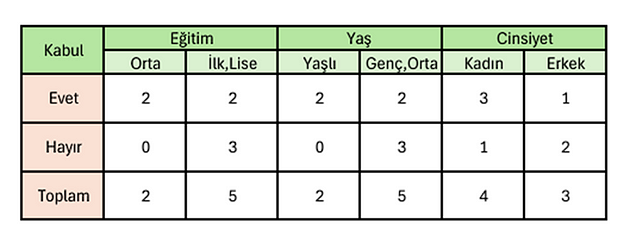 Kabul Eğitim Yaş Cinsiyet
Orta İlk,Lise Yaşlı Genç,Orta Kadın Erkek
Evet 2 2 2 2 3 1
Hayır 0 3 0 3 1 2
Toplam 2 5 2 5 4 3